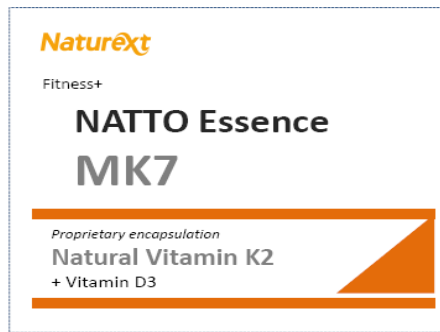 Naturext
Fitness+
NATTO Essence
MK7
Proprietary encapsulation
Natural Vitamin K2
+ Vitamin D3